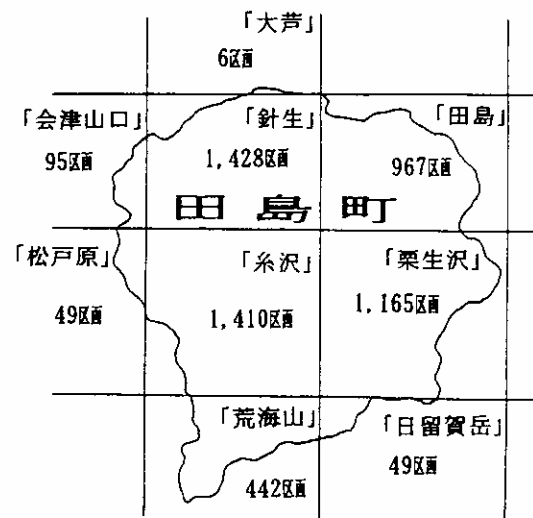 「大芦」
6区画
「会津山口」
「針生」
「田島」
95区画
1,428区画
967区画
田島町
「松戸原」
「糸沢」
「栗生沢」
49区画
1,410区画
1,165区画
「荒海山」
「日留賀岳」
442区画
49区画